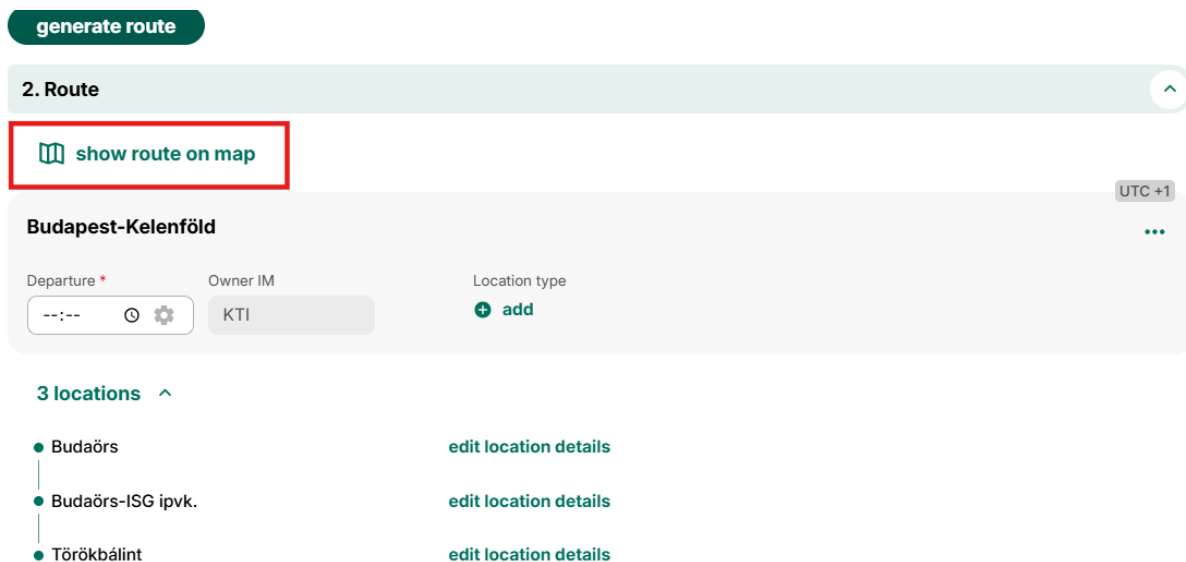 generate route
2. Route
show route on map
UTC +1
Budapest-Kelenföld
Departure * Owner IM Location type
--:-- KTI add
3 locations
Budaörs edit location details
Budaörs-ISG ipvk. edit location details
Törökbálint edit location details